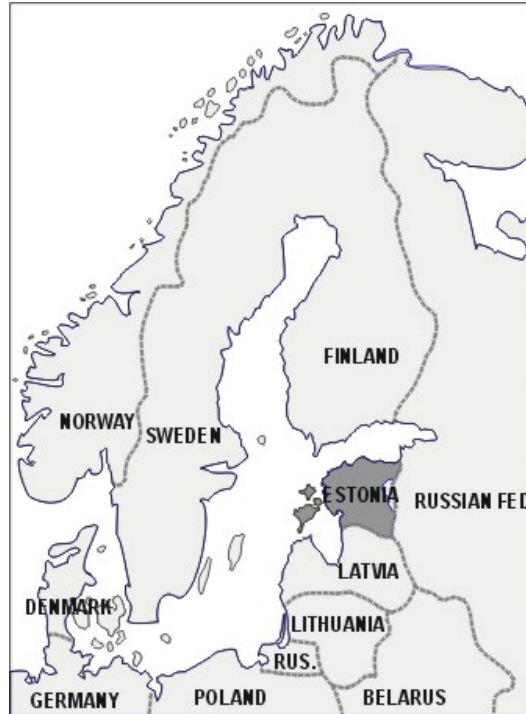 FINLAND
NORWAY
SWEDEN
ESTONIA
RUSSIAN FED
LATVIA
DENMARK
LITHUANIA
RUS.
GERMANY
POLAND
BELARUS